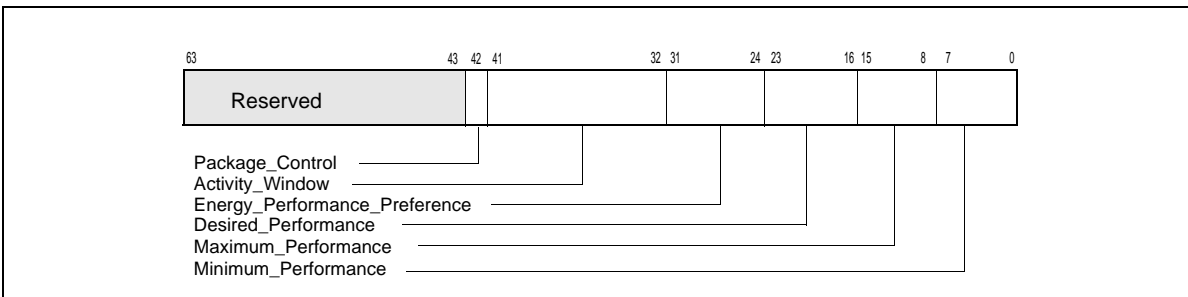 63 43 42 41 32 31 24 23 16 15 8 7 0
Reserved
Package_Control
Activity_Window
Energy_Performance_Preference
Desired_Performance
Maximum_Performance
Minimum_Performance